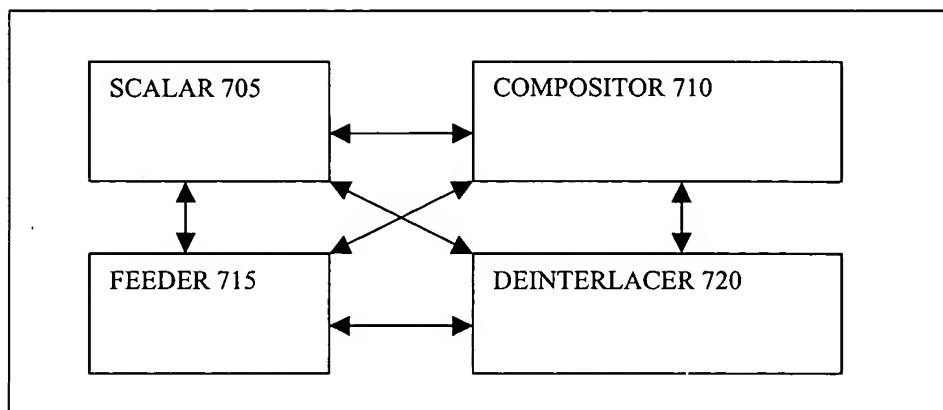 SCALAR 705
COMPOSITOR 710
FEEDER 715
DEINTERLACER 720